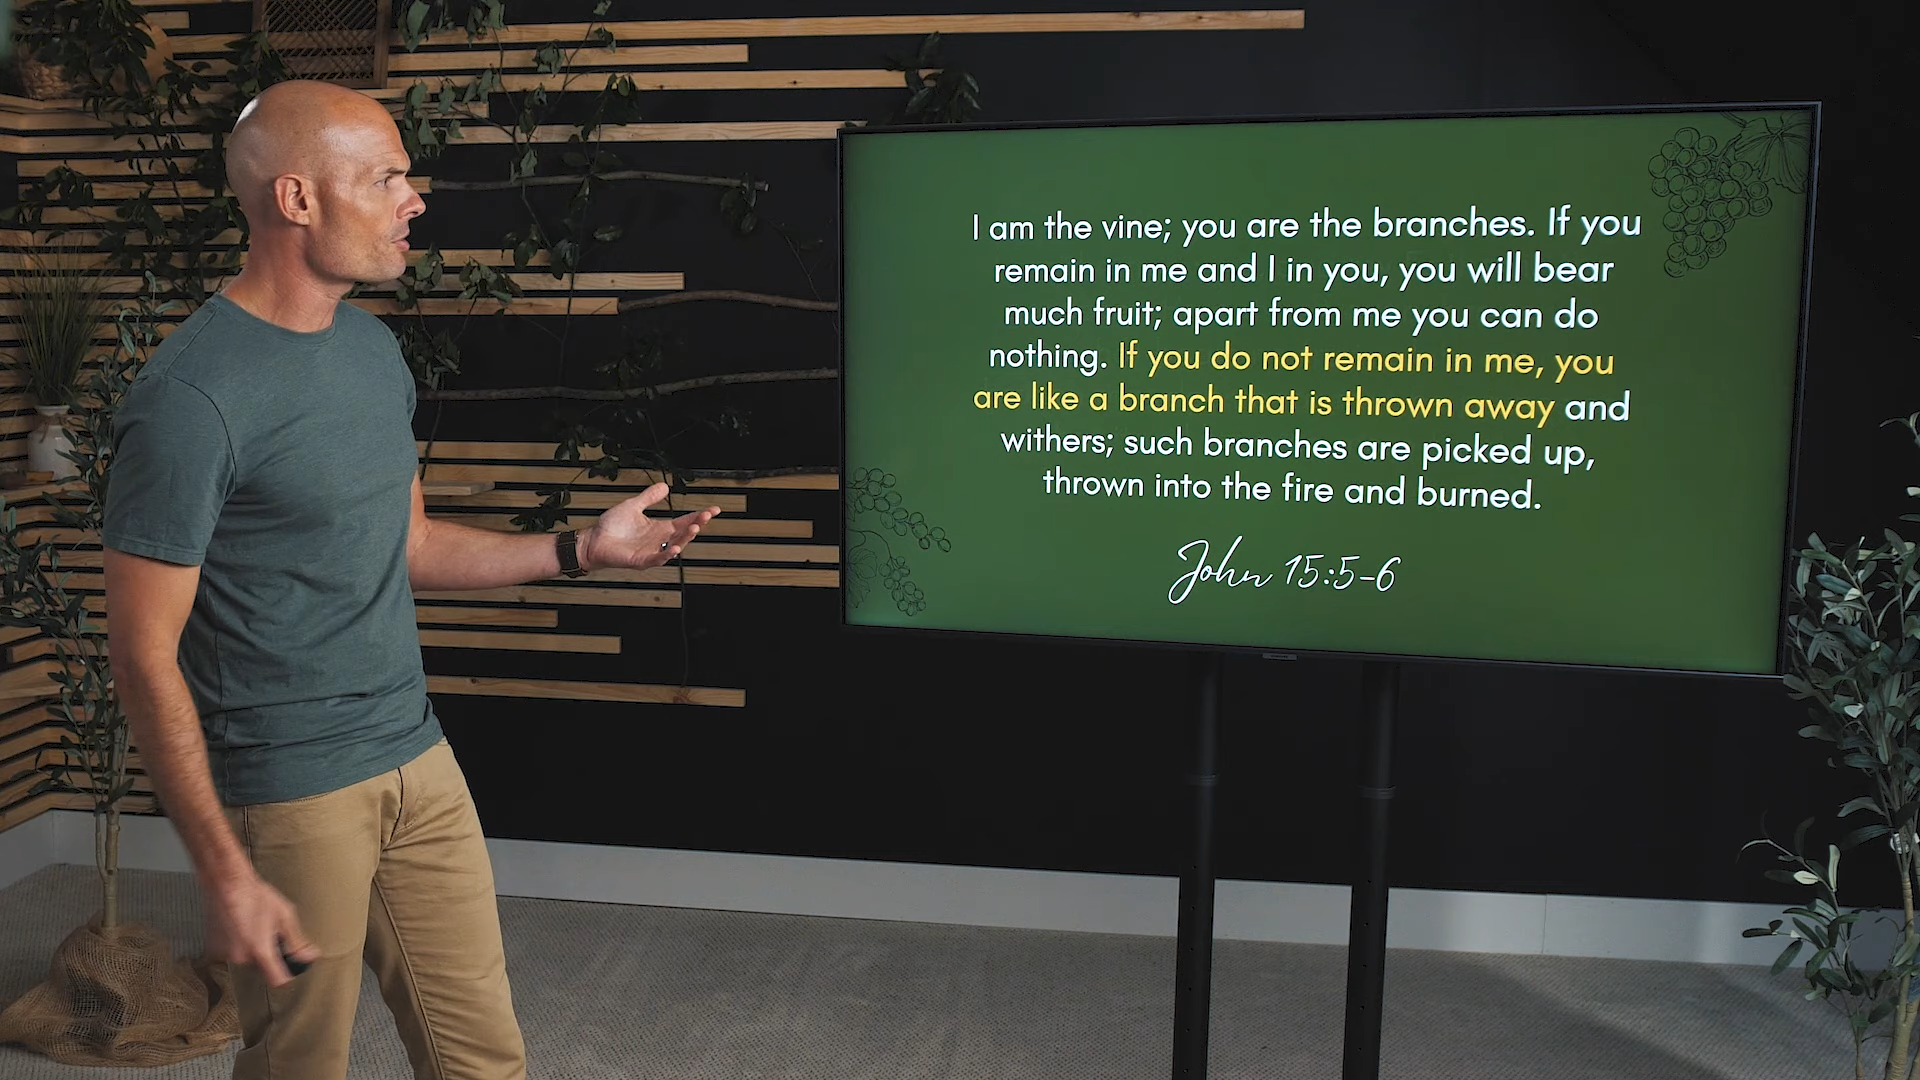 I am the vine; you are the branches. If you
remain in me and I in you, you will bear
much fruit; apart from me you can do
nothing. If you do not remain in me, you
are like a branch that is thrown away and
withers; such branches are picked up,
thrown into the fire and burned.
John 15:5-6